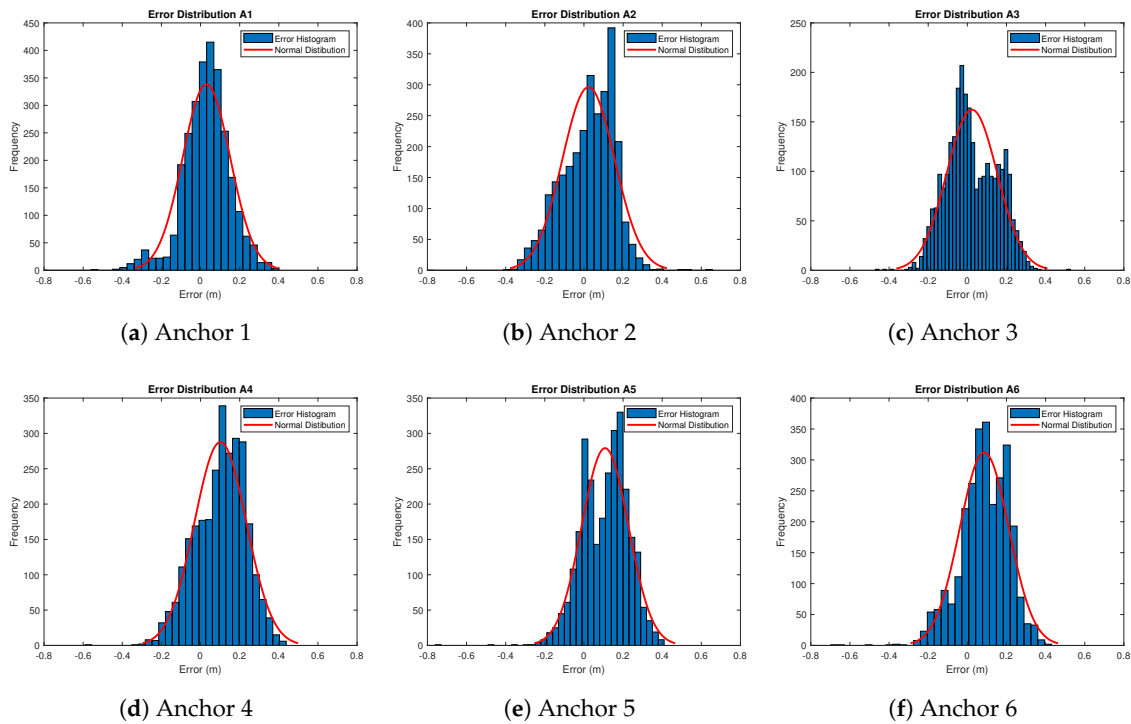 Error Distribution A1
450
400
350
300
250
200
150
100
50
0
Frequency
-0.8 -0.6 -0.4 -0.2 0 0.2 0.4 0.6 0.8
Error (m)
Error Histogram
Normal Distibution
(a) Anchor 1
Error Distribution A2
400
350
300
250
200
150
100
50
0
Frequency
-0.8 -0.6 -0.4 -0.2 0 0.2 0.4 0.6 0.8
Error (m)
Error Histogram
Normal Distibution
(b) Anchor 2
Error Distribution A3
250
200
150
100
50
0
Frequency
-0.8 -0.6 -0.4 -0.2 0 0.2 0.4 0.6 0.8
Error (m)
Error Histogram
Normal Distibution
(c) Anchor 3
Error Distribution A4
350
300
250
200
150
100
50
0
Frequency
-0.8 -0.6 -0.4 -0.2 0 0.2 0.4 0.6 0.8
Error (m)
Error Histogram
Normal Distibution
(d) Anchor 4
Error Distribution A5
350
300
250
200
150
100
50
0
Frequency
-0.8 -0.6 -0.4 -0.2 0 0.2 0.4 0.6 0.8
Error (m)
Error Histogram
Normal Distibution
(e) Anchor 5
Error Distribution A6
400
350
300
250
200
150
100
50
0
Frequency
-0.8 -0.6 -0.4 -0.2 0 0.2 0.4 0.6 0.8
Error (m)
Error Histogram
Normal Distibution
(f) Anchor 6